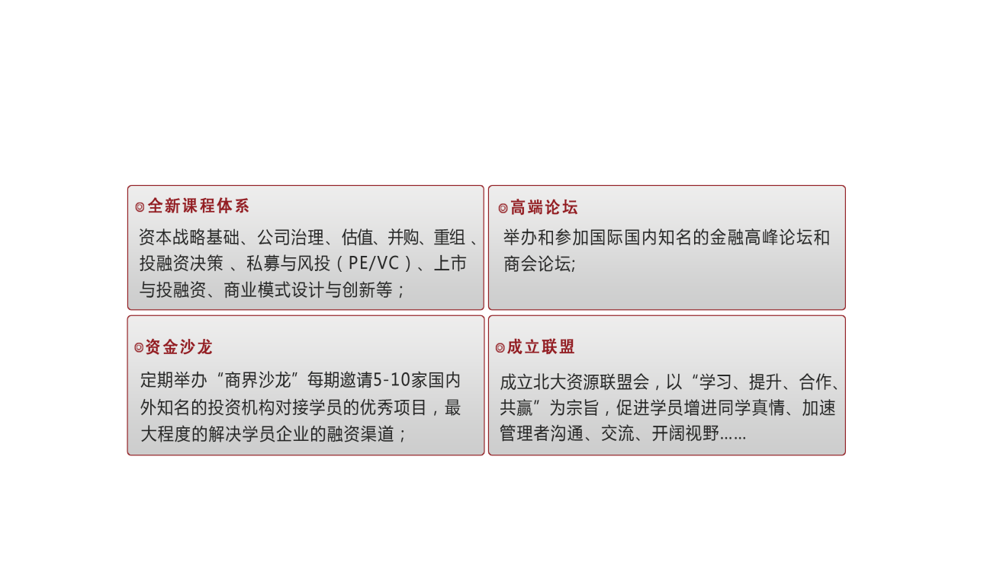 全新课程体系
资本战略基础、公司治理、估值、并购、重组 、
投融资决策 、私募与风投（PE/VC）、上市
与投融资、商业模式设计与创新等；
高端论坛
举办和参加国际国内知名的金融高峰论坛和
商会论坛;
资金沙龙
定期举办“商界沙龙”每期邀请5-10家国内
外知名的投资机构对接学员的优秀项目，最
大程度的解决学员企业的融资渠道；
成立联盟
成立北大资源联盟会，以“学习、提升、合作、
共赢”为宗旨，促进学员增进同学真情、加速
管理者沟通、交流、开阔视野......